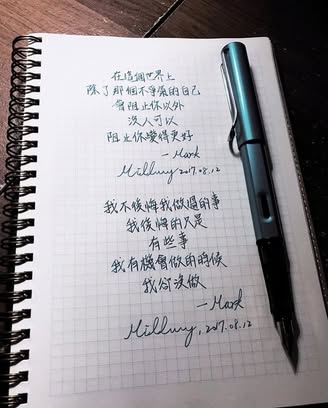 在這個世界上
除了那個不爭氣的自己
會阻止你以外
沒人可以
阻止你變得更好
— Mark
Millury 2017.08.12
我不後悔我做過的事
我後悔的只是
有些事
我有機會做的時候
我卻沒做
— Mark
Millury, 2017.08.12